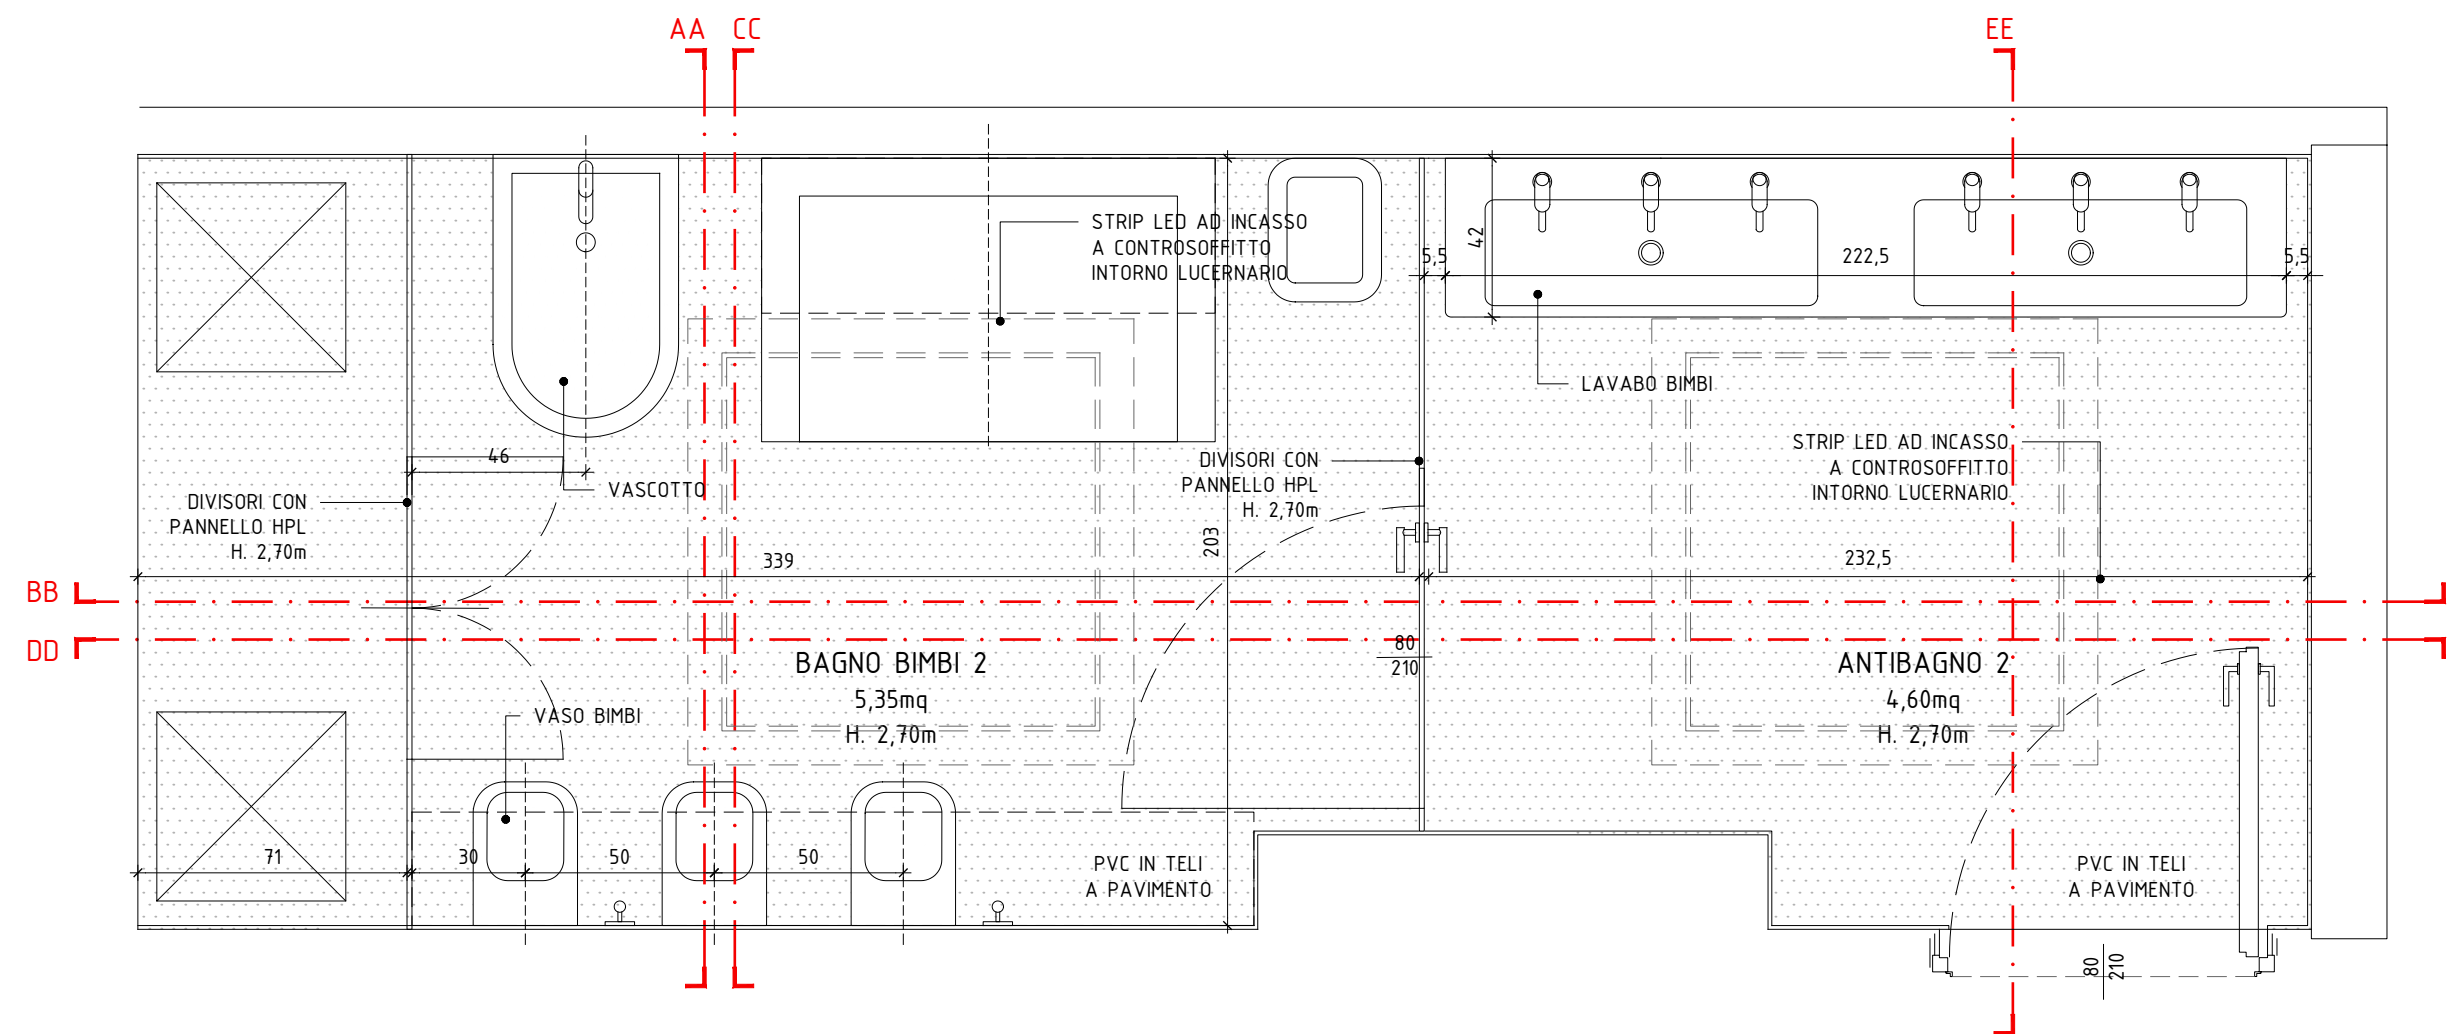 AA
CC
EE
STRIP LED AD INCASSO
A CONTROSOFFITTO
INTORNO LUCERNARIO
42
5,5
222,5
5,5
LAVABO BIMBI
46
VASCOTTO
DIVISORI CON
PANNELLO HPL
H. 2,70m
DIVISORI CON
PANNELLO HPL
H. 2,70m
STRIP LED AD INCASSO
A CONTROSOFFITTO
INTORNO LUCERNARIO
203
339
232,5
BB
DD
80
210
BAGNO BIMBI 2
5,35mq
H. 2,70m
ANTIBAGNO 2
4,60mq
H. 2,70m
VASO BIMBI
71
30
50
50
PVC IN TELI
A PAVIMENTO
PVC IN TELI
A PAVIMENTO
80
210